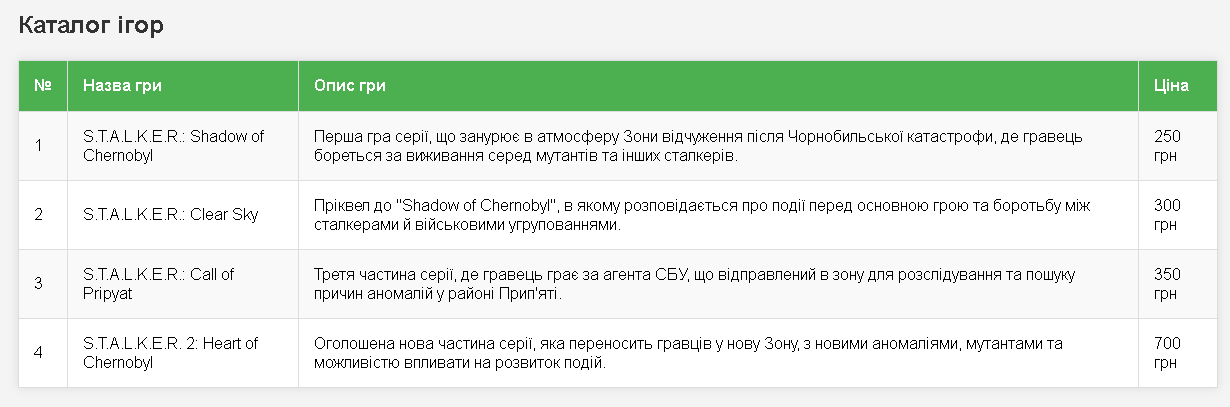 Каталог ігор
№ Назва гри Опис гри Ціна
1 S.T.A.L.K.E.R.: Shadow of Chernobyl Перша гра серії, що занурює в атмосферу Зони відчуження після Чорнобильської катастрофи, де гравець бореться за виживання серед мутантів та інших сталкерів. 250 грн
2 S.T.A.L.K.E.R.: Clear Sky Пріквел до "Shadow of Chernobyl", в якому розповідається про події перед основною грою та боротьбу між сталкерами й військовими угрупованнями. 300 грн
3 S.T.A.L.K.E.R.: Call of Pripyat Третя частина серії, де гравець грає за агента СБУ, що відправлений в зону для розслідування та пошуку причин аномалій у районі Прип'яті. 350 грн
4 S.T.A.L.K.E.R. 2: Heart of Chernobyl Оголошена нова частина серії, яка переносить гравців у нову Зону, з новими аномаліями, мутантами та можливістю впливати на розвиток подій. 700 грн